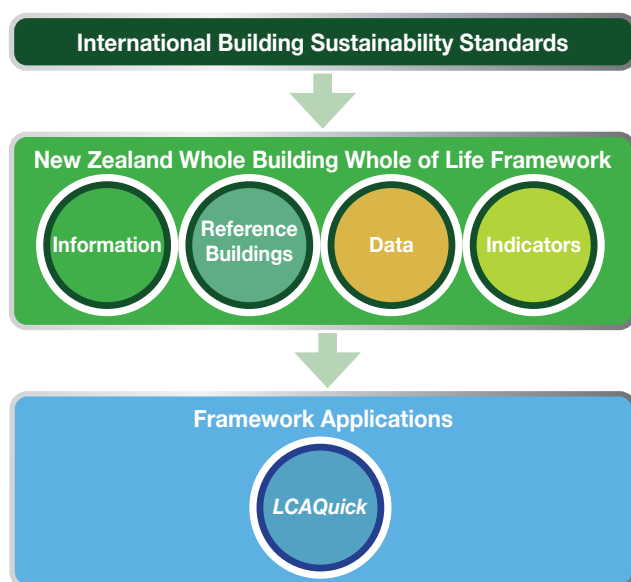 International Building Sustainability Standards
New Zealand Whole Building Whole of Life Framework
Information
Reference
Buildings
Data
Indicators
Framework Applications
LCAQuick